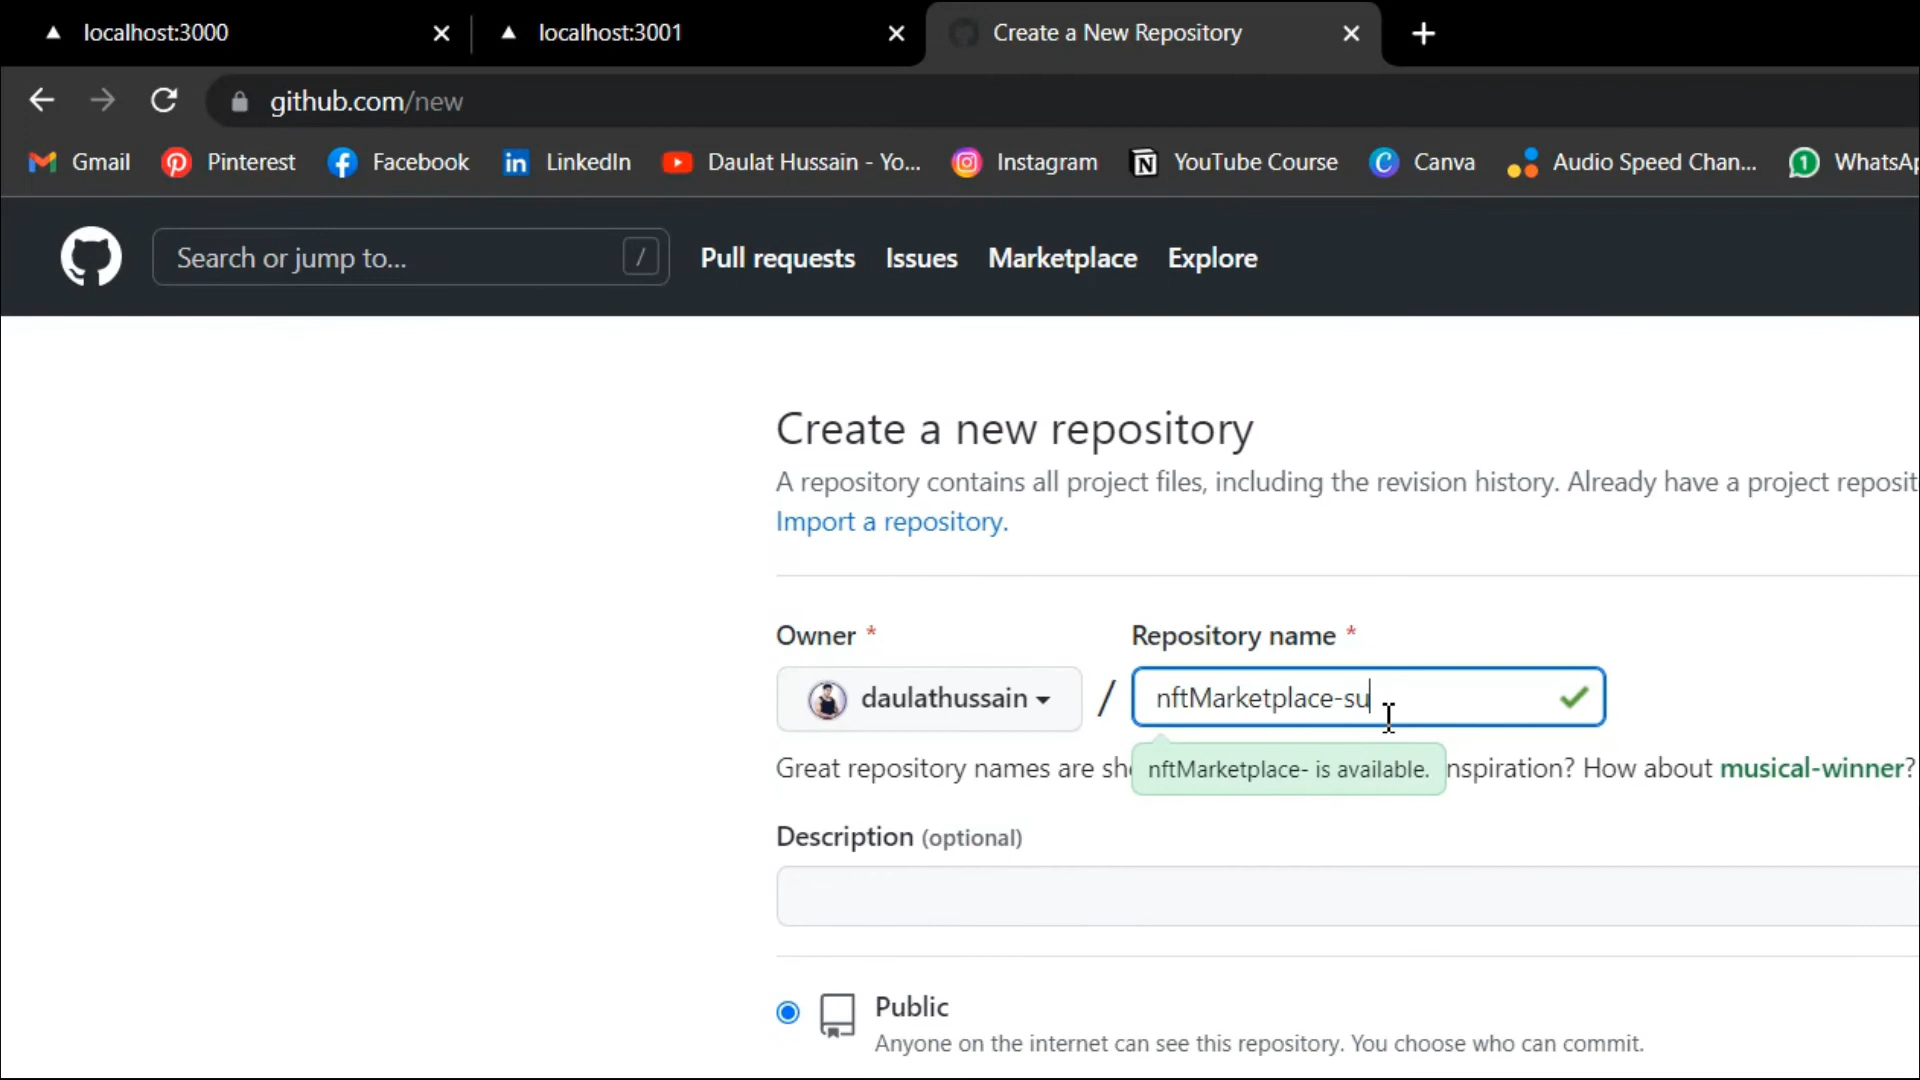 localhost:3000
localhost:3001
Create a New Repository
github.com/new
Gmail
Pinterest
Facebook
LinkedIn
Daulat Hussain - Yo...
Instagram
YouTube Course
Canva
Audio Speed Chan...
WhatsAp
Search or jump to...
/
Pull requests
Issues
Marketplace
Explore
Create a new repository
A repository contains all project files, including the revision history. Already have a project reposit
Import a repository.
Owner *
Repository name *
daulathussain
/
nftMarketplace-su
Great repository names are sh
nftMarketplace- is available.
nspiration? How about musical-winner?
Description (optional)
Public
Anyone on the internet can see this repository. You choose who can commit.